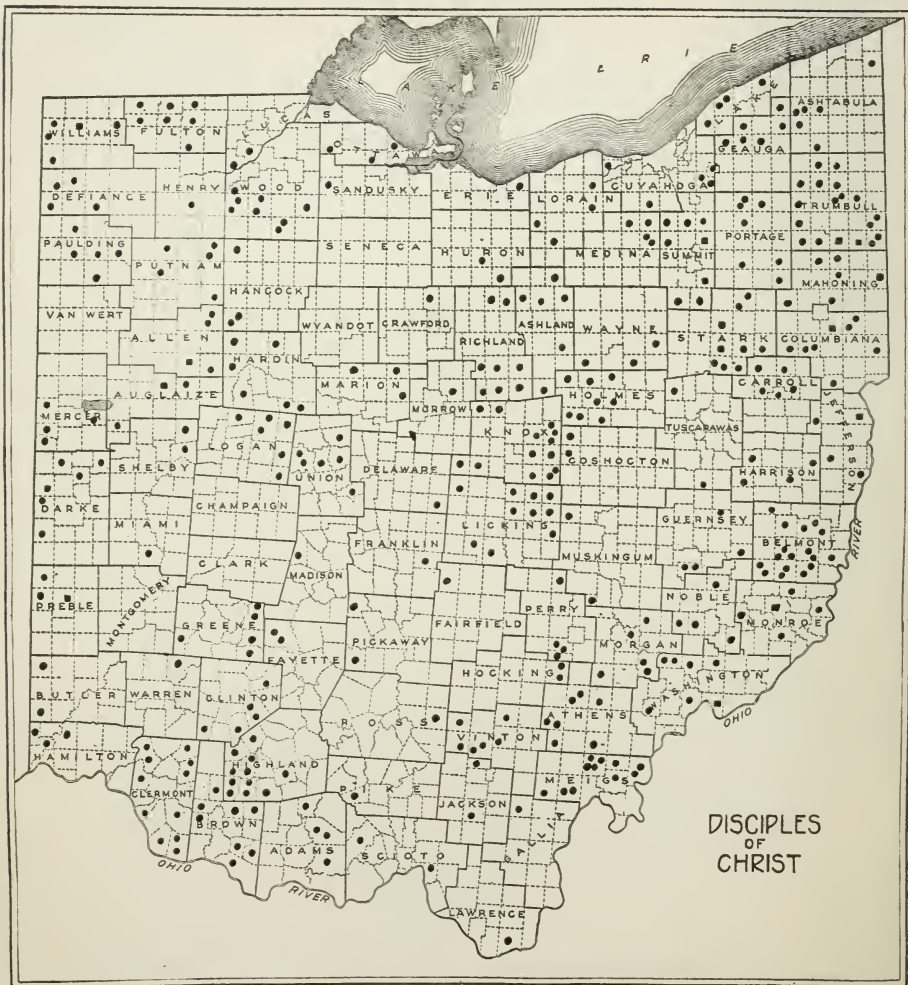 LAKE ERIE
WILLIAMS
FULTON
LUCAS
OTTAWA
LAKE
ASHTABULA
GEAUGA
DEFIANCE
HENRY
WOOD
SANDUSKY
ERIE
LORAIN
CUYAHOGA
TRUMBULL
PAULDING
PUTNAM
SENECA
HURON
MEDINA
SUMMIT
PORTAGE
MAHONING
VAN WERT
ALLEN
HANCOCK
WYANDOT
CRAWFORD
RICHLAND
ASHLAND
WAYNE
STARK
COLUMBIANA
HARDIN
MERCER
AUGLAIZE
MARION
MORROW
HOLMES
CARROLL
JEFFERSON
SHELBY
LOGAN
UNION
DELAWARE
KNOX
COSHOCTON
TUSCARAWAS
HARRISON
DARKE
MIAMI
CHAMPAIGN
LICKING
GUERNSEY
BELMONT
RIVER
CLARK
MADISON
FRANKLIN
MUSKINGUM
PREBLE
MONTGOMERY
GREENE
FAYETTE
PICKAWAY
FAIRFIELD
PERRY
MORGAN
NOBLE
MONROE
BUTLER
WARREN
CLINTON
ROSS
HOCKING
ATHENS
WASHINGTON
OHIO
HAMILTON
CLERMONT
HIGHLAND
PIKE
VINTON
MEIGS
BROWN
ADAMS
SCIOTO
JACKSON
OHIO
RIVER
LAWRENCE
DISCIPLES
OF
CHRIST